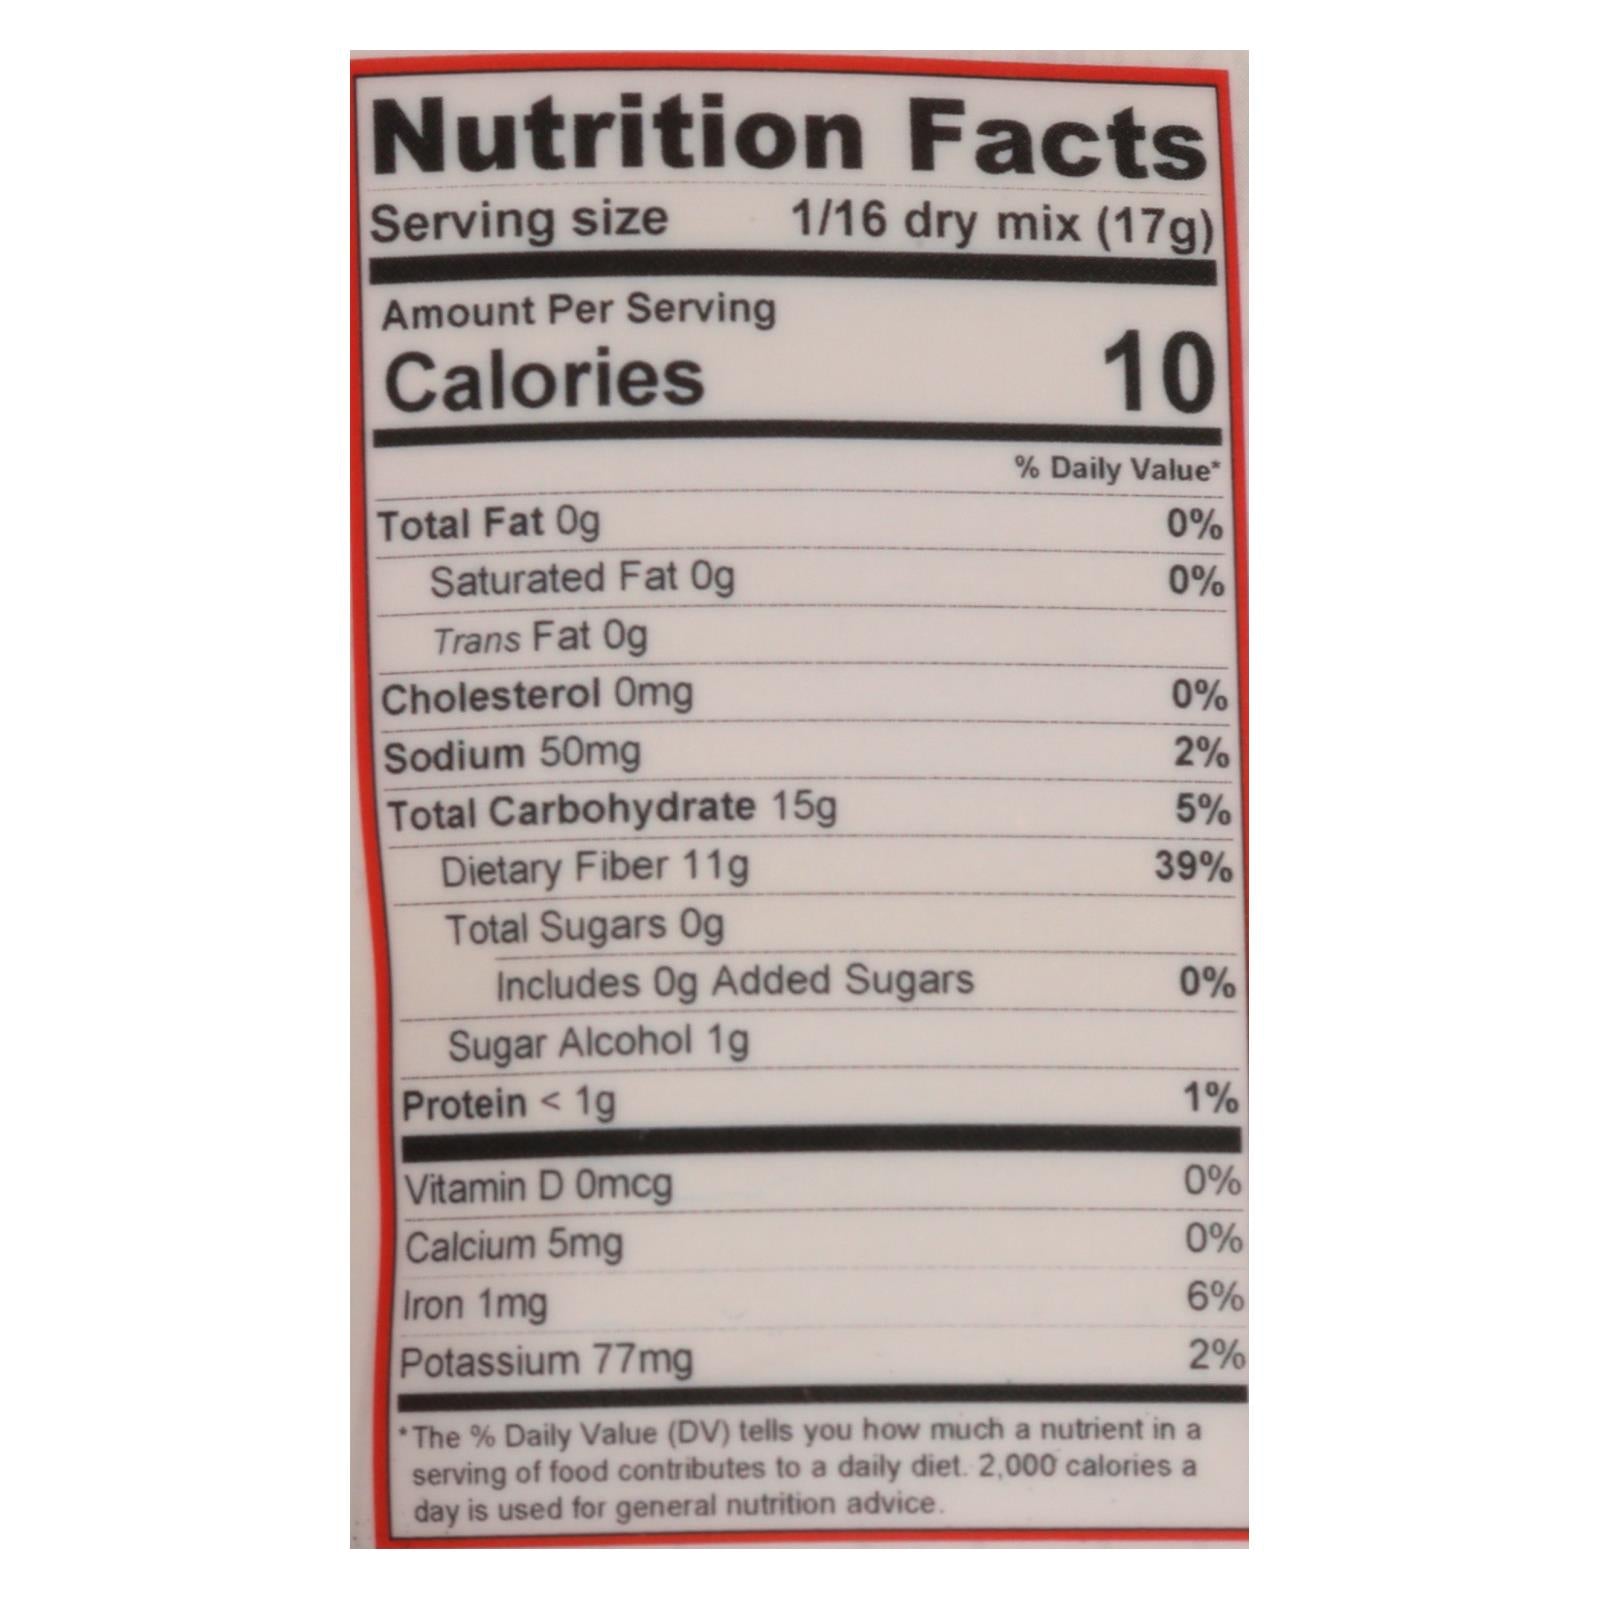 Nutrition Facts
Serving size 1/16 dry mix (17g)
Amount Per Serving
Calories 10
% Daily Value*
Total Fat 0g 0%
Saturated Fat 0g 0%
Trans Fat 0g
Cholesterol 0mg 0%
Sodium 50mg 2%
Total Carbohydrate 15g 5%
Dietary Fiber 11g 39%
Total Sugars 0g
Includes 0g Added Sugars 0%
Sugar Alcohol 1g
Protein < 1g 1%
Vitamin D 0mcg 0%
Calcium 5mg 0%
Iron 1mg 6%
Potassium 77mg 2%
*The % Daily Value (DV) tells you how much a nutrient in a
serving of food contributes to a daily diet. 2,000 calories a
day is used for general nutrition advice.